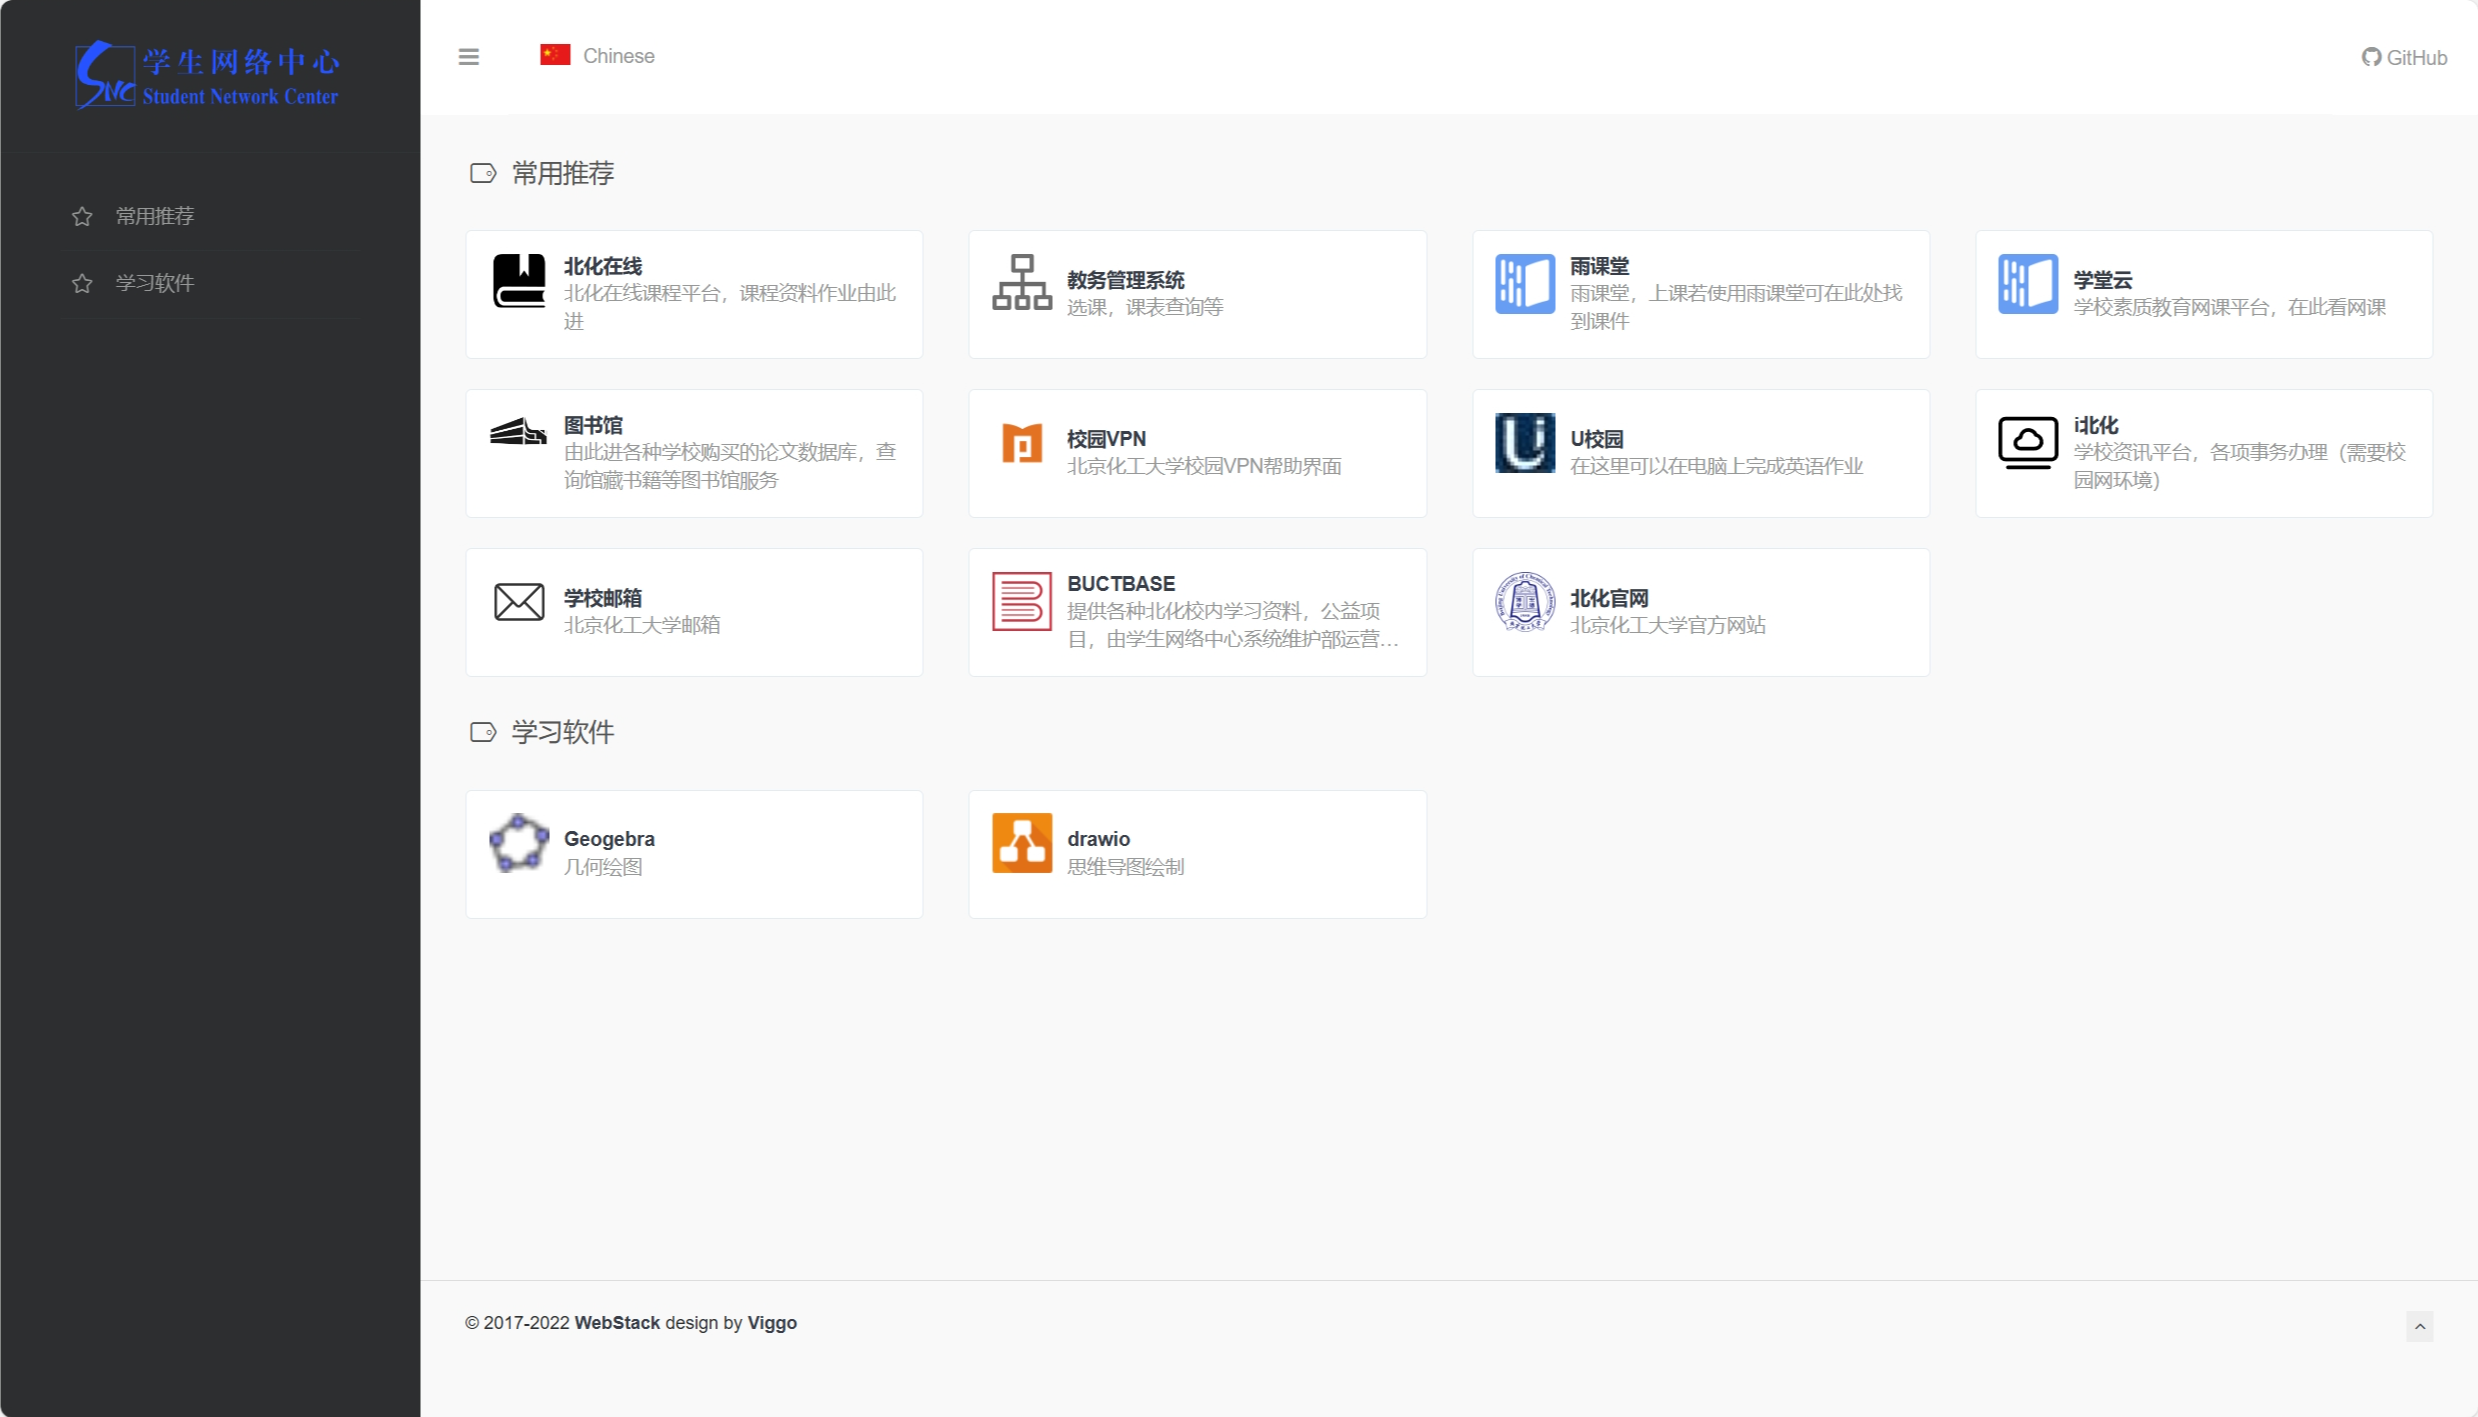 学生网络中心
Student Network Center
常用推荐
学习软件
Chinese
GitHub
常用推荐
北化在线
北化在线课程平台，课程资料作业由此
进
教务管理系统
选课，课表查询等
雨课堂
雨课堂，上课若使用雨课堂可在此处找
到课件
学堂云
学校素质教育网课平台，在此看网课
图书馆
由此进各种学校购买的论文数据库，查
询馆藏书籍等图书馆服务
校园VPN
北京化工大学校园VPN帮助界面
U校园
在这里可以在电脑上完成英语作业
i北化
学校资讯平台，各项事务办理（需要校
园网环境)
学校邮箱
北京化工大学邮箱
BUCTBASE
提供各种北化校内学习资料，公益项
目，由学生网络中心系统维护部运营...
北化官网
北京化工大学官方网站
学习软件
Geogebra
几何绘图
drawio
思维导图绘制
© 2017-2022 WebStack design by Viggo